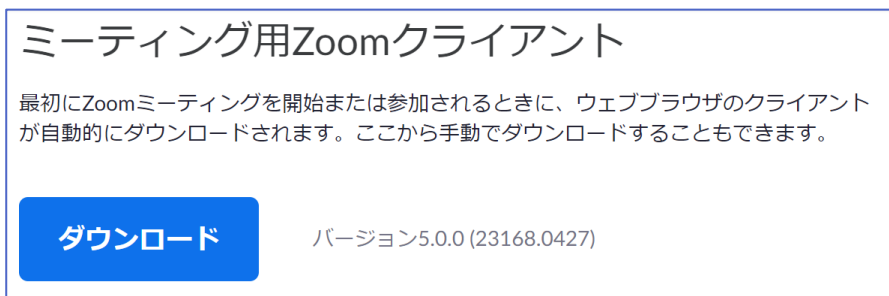 ミーティング用Zoomクライアント
最初にZoomミーティングを開始または参加されるときに、ウェブブラウザのクライアント
が自動的にダウンロードされます。ここから手動でダウンロードすることもできます。
ダウンロード
バージョン5.0.0 (23168.0427)